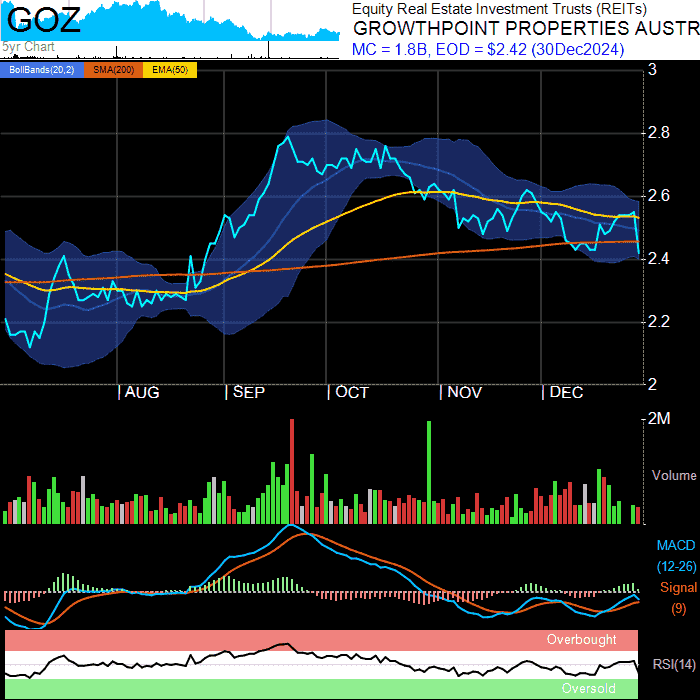 GOZ
5yr Chart
Equity Real Estate Investment Trusts (REITs)
GROWTHPOINT PROPERTIES AUSTR
MC = 1.8B, EOD = $2.42 (30Dec2024)
BollBands(20,2) SMA(200) EMA(50)
3
2.8
2.6
2.4
2.2
2
AUG SEP OCT NOV DEC
2M
Volume
MACD
(12-26)
Signal
(9)
Overbought
RSI(14)
Oversold